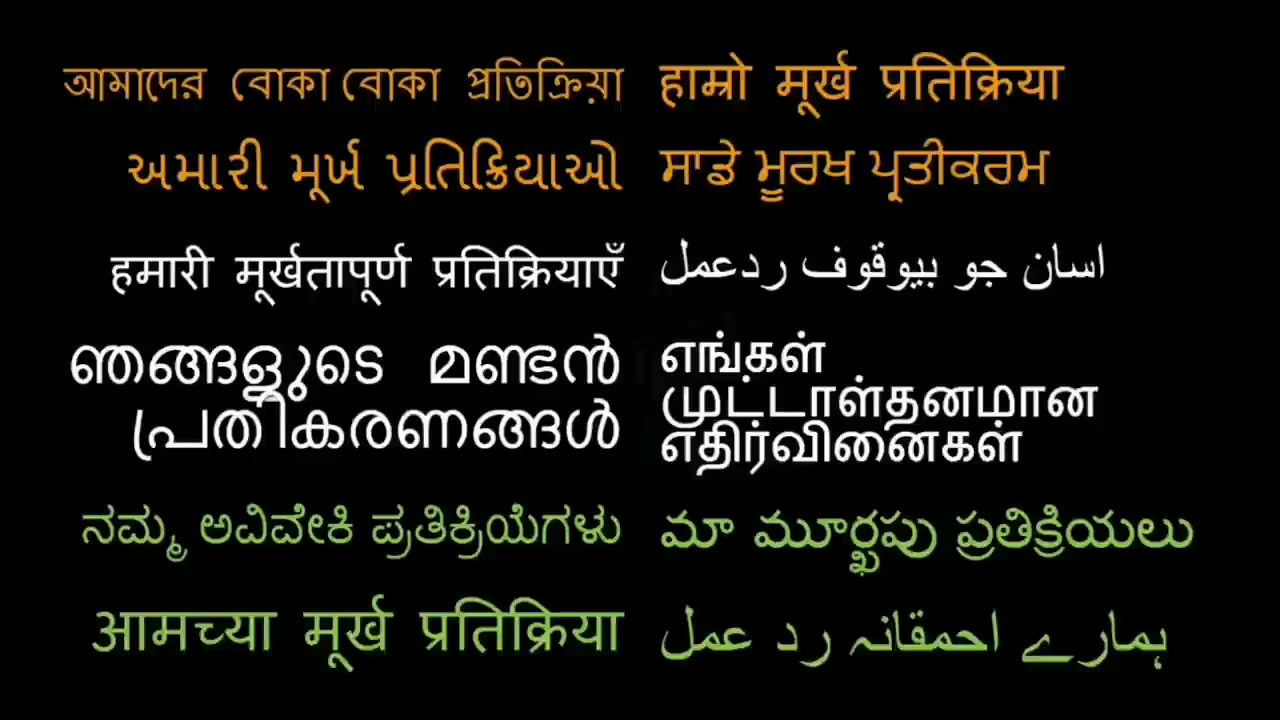 আমাদের বোকা বোকা প্রতিক্রিয়া
हाम्रो मूर्ख प्रतिक्रिया
અમારી મૂર્ખ પ્રતિક્રિયાઓ
ਸਾਡੇ ਮੂਰਖ ਪ੍ਰਤੀਕਰਮ
हमारी मूर्खतापूर्ण प्रतिक्रियाएँ
اسان جو بيوقوف ردعمل
ഞങ്ങളുടെ മണ്ടൻ
പ്രതികരണങ്ങൾ
எங்கள்
முட்டாள்தனமான
எதிர்வினைகள்
ನಮ್ಮ ಅವಿವೇಕಿ ಪ್ರತಿಕ್ರಿಯೆಗಳು
మా మూర్ఖపు ప్రతిక్రియలు
आमच्या मूर्ख प्रतिक्रिया
ہمارے احمقانہ رد عمل